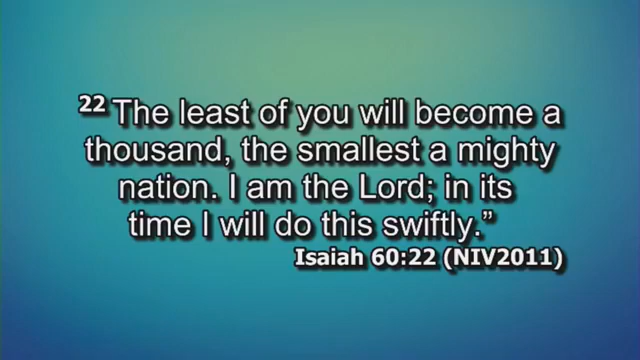 22 The least of you will become a
thousand, the smallest a mighty
nation. I am the Lord; in its
time I will do this swiftly.”
Isaiah 60:22 (NIV2011)